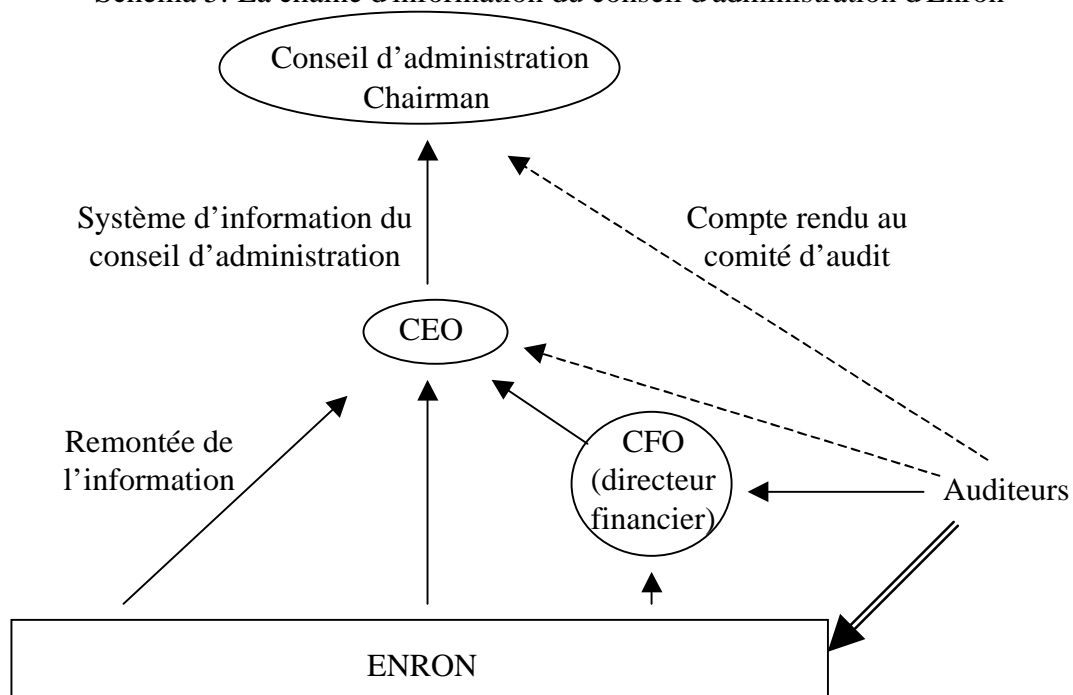 Schéma 3: La chaîne d'information du conseil d'administration d'Enron
Conseil d’administration
Chairman
Système d’information du
conseil d’administration
Compte rendu au
comité d’audit
CEO
Remontée de
l’information
CFO
(directeur
financier)
Auditeurs
ENRON